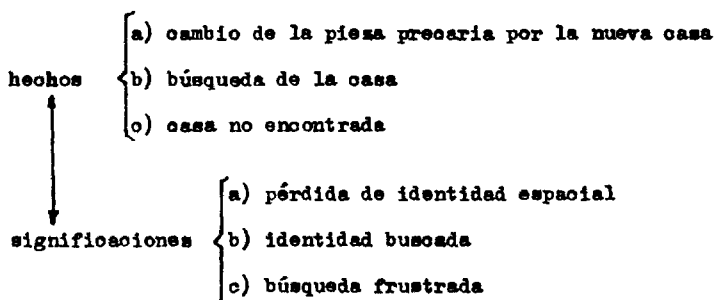 a) cambio de la pieza precaria por la nueva casa
hechos b) búsqueda de la casa
c) casa no encontrada
a) pérdida de identidad espacial
significaciones b) identidad buscada
c) búsqueda frustrada